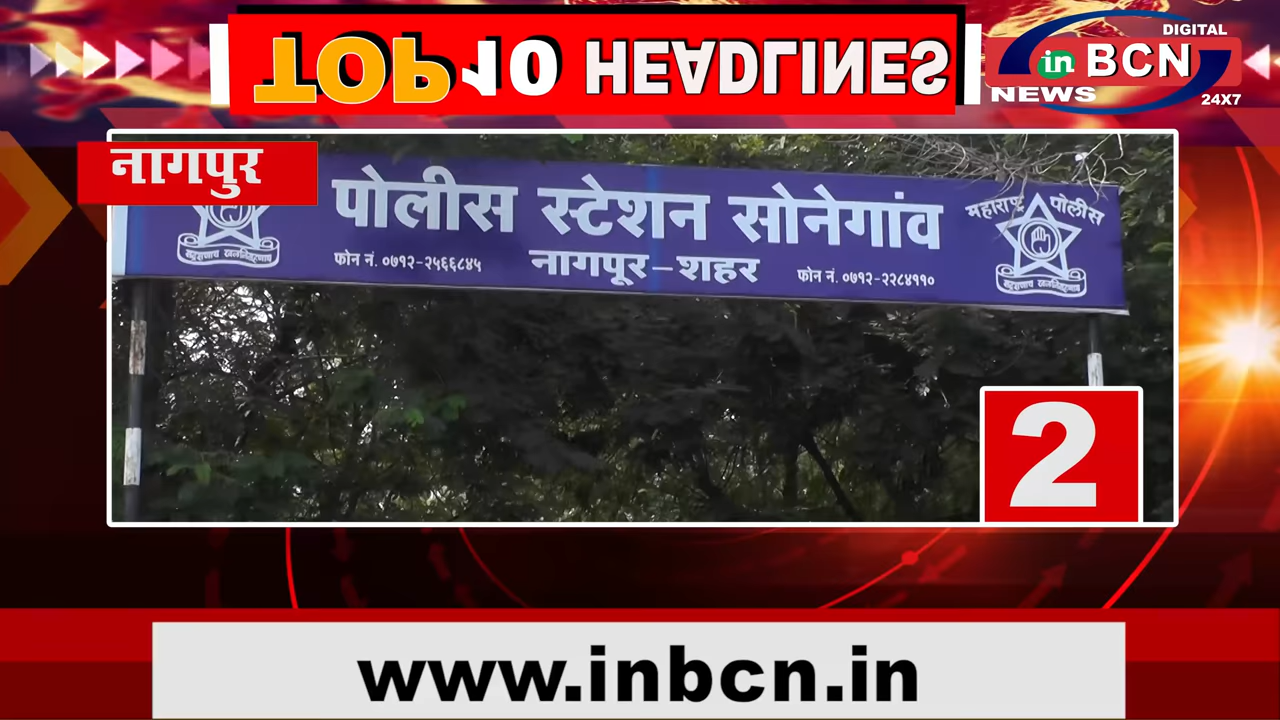 TOP 10 HEADLINES
DIGITAL
in BCN
NEWS
24X7
नागपुर
पोलीस स्टेशन सोनेगांव
महाराष्ट्र पोलीस
फोन नं. ०७१२-२५६६८४५
नागपूर-शहर
फोन नं. ०७१२-२२८४११०
2
www.inbcn.in